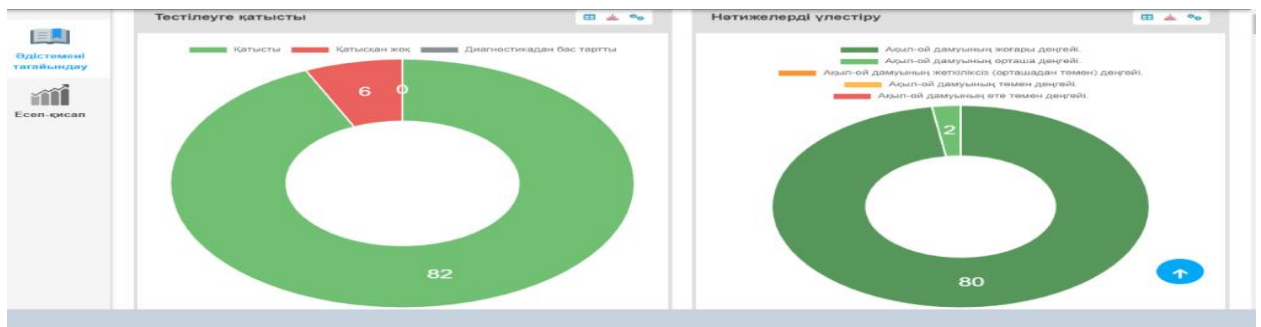 Әдістемені
тағайындау
Есеп-қисап
Тестілеуге қатысты
Қатысты Қатысқан жоқ Диагностикадан бас тартты
6 0
82
Нәтижелерді үлестіру
Ақыл-ой дамуының жоғары деңгейі.
Ақыл-ой дамуының орташа деңгейі.
Ақыл-ой дамуының жеткіліксіз (орташадан төмен) деңгейі.
Ақыл-ой дамуының төмен деңгейі.
Ақыл-ой дамуының өте төмен деңгейі.
2
80